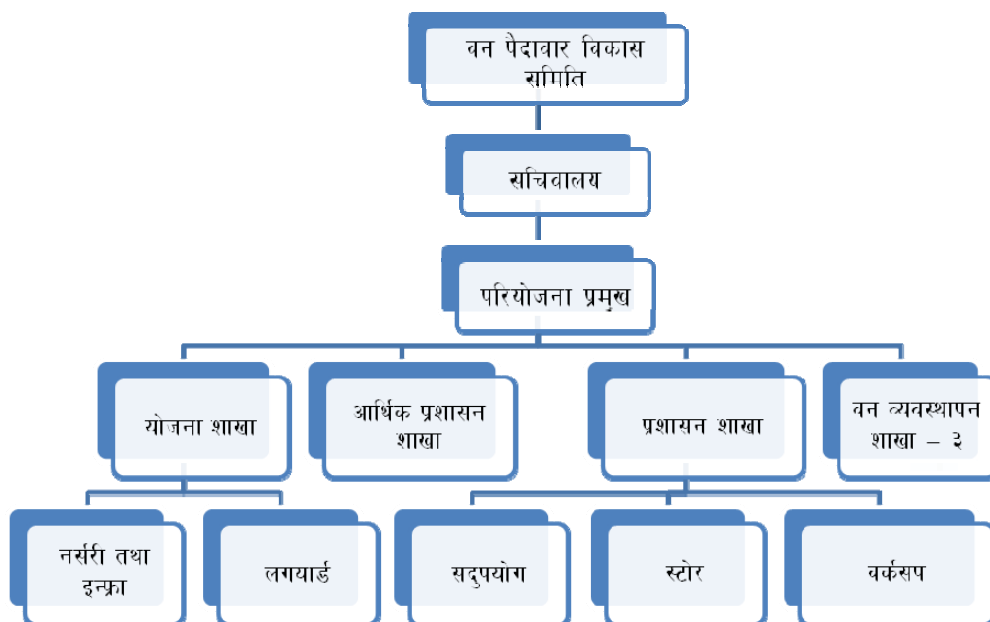 वन पैदावार विकास
समिति
सचिवालय
परियोजना प्रमुख
योजना शाखा
आर्थिक प्रशासन
शाखा
प्रशासन शाखा
वन व्यवस्थापन
शाखा – ३
नर्सरी तथा
इन्फ्रा
लगयार्ड
सदुपयोग
स्टोर
वर्कसप